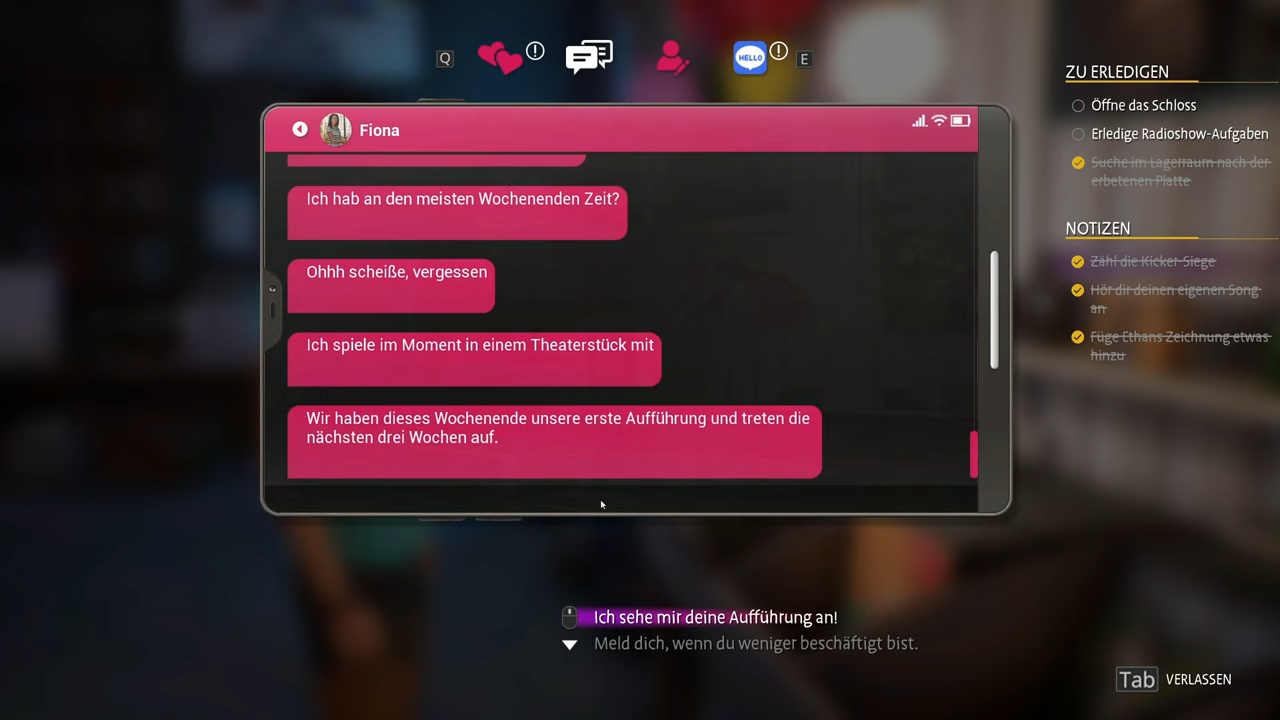 Q
!
HELLO
!
E
ZU ERLEDIGEN
Öffne das Schloss
Erledige Radioshow-Aufgaben
Suche im Lagerraum nach der
erbetenen Platte
NOTIZEN
Zähl die Kicker-Siege
Hör dir deinen eigenen Song
an
Füge Ethans Zeichnung etwas
hinzu
Fiona
Ich hab an den meisten Wochenenden Zeit?
Ohhh scheiße, vergessen
Ich spiele im Moment in einem Theaterstück mit
Wir haben dieses Wochenende unsere erste Aufführung und treten die
nächsten drei Wochen auf.
Ich sehe mir deine Aufführung an!
Meld dich, wenn du weniger beschäftigt bist.
Tab VERLASSEN